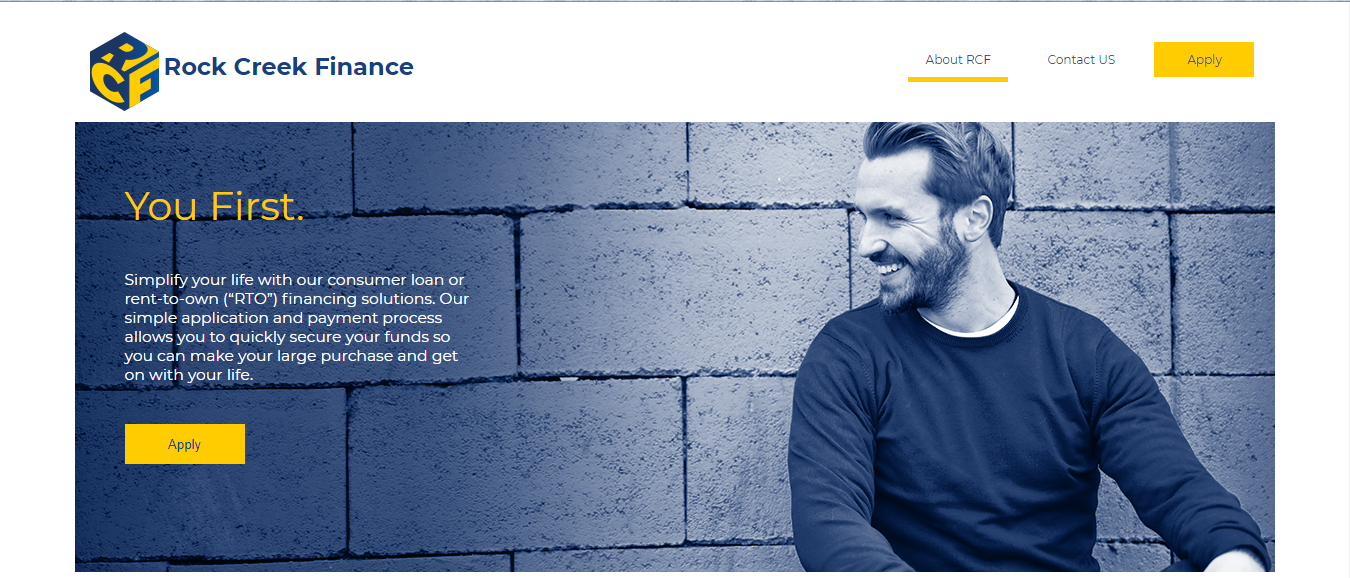 RCF
Rock Creek Finance
About RCF
Contact US
Apply
You First.
Simplify your life with our consumer loan or
rent-to-own (“RTO”) financing solutions. Our
simple application and payment process
allows you to quickly secure your funds so
you can make your large purchase and get
on with your life.
Apply